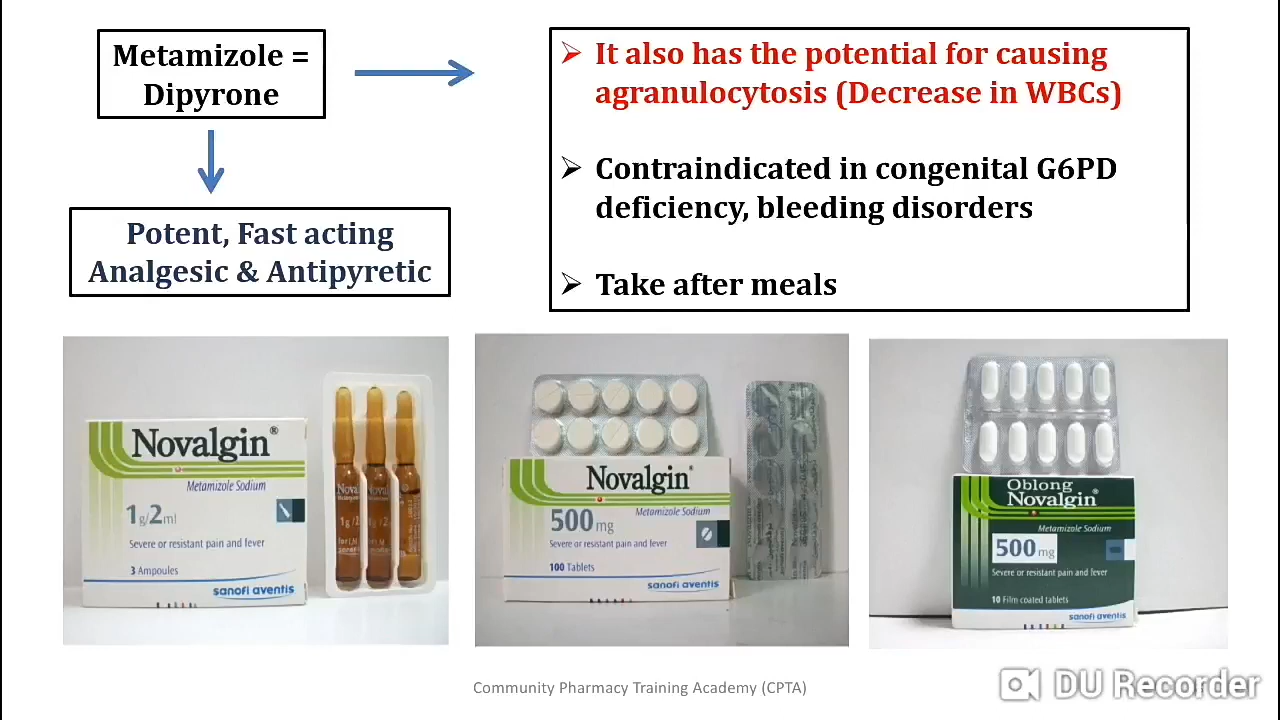 Metamizole =
Dipyrone
Potent, Fast acting
Analgesic & Antipyretic
It also has the potential for causing
agranulocytosis (Decrease in WBCs)
Contraindicated in congenital G6PD
deficiency, bleeding disorders
Take after meals
Novalgin®
Metamizole Sodium
1g/2ml
Severe or resistant pain and fever
3 Ampoules
sanofi aventis
Novalgin®
Metamizole Sodium
500mg
Severe or resistant pain and fever
100 Tablets
sanofi aventis
Oblong
Novalgin®
Metamizole Sodium
500mg
Severe or resistant pain and fever
10 Film coated tablets
sanofi aventis
Community Pharmacy Training Academy (CPTA)
DU Recorder